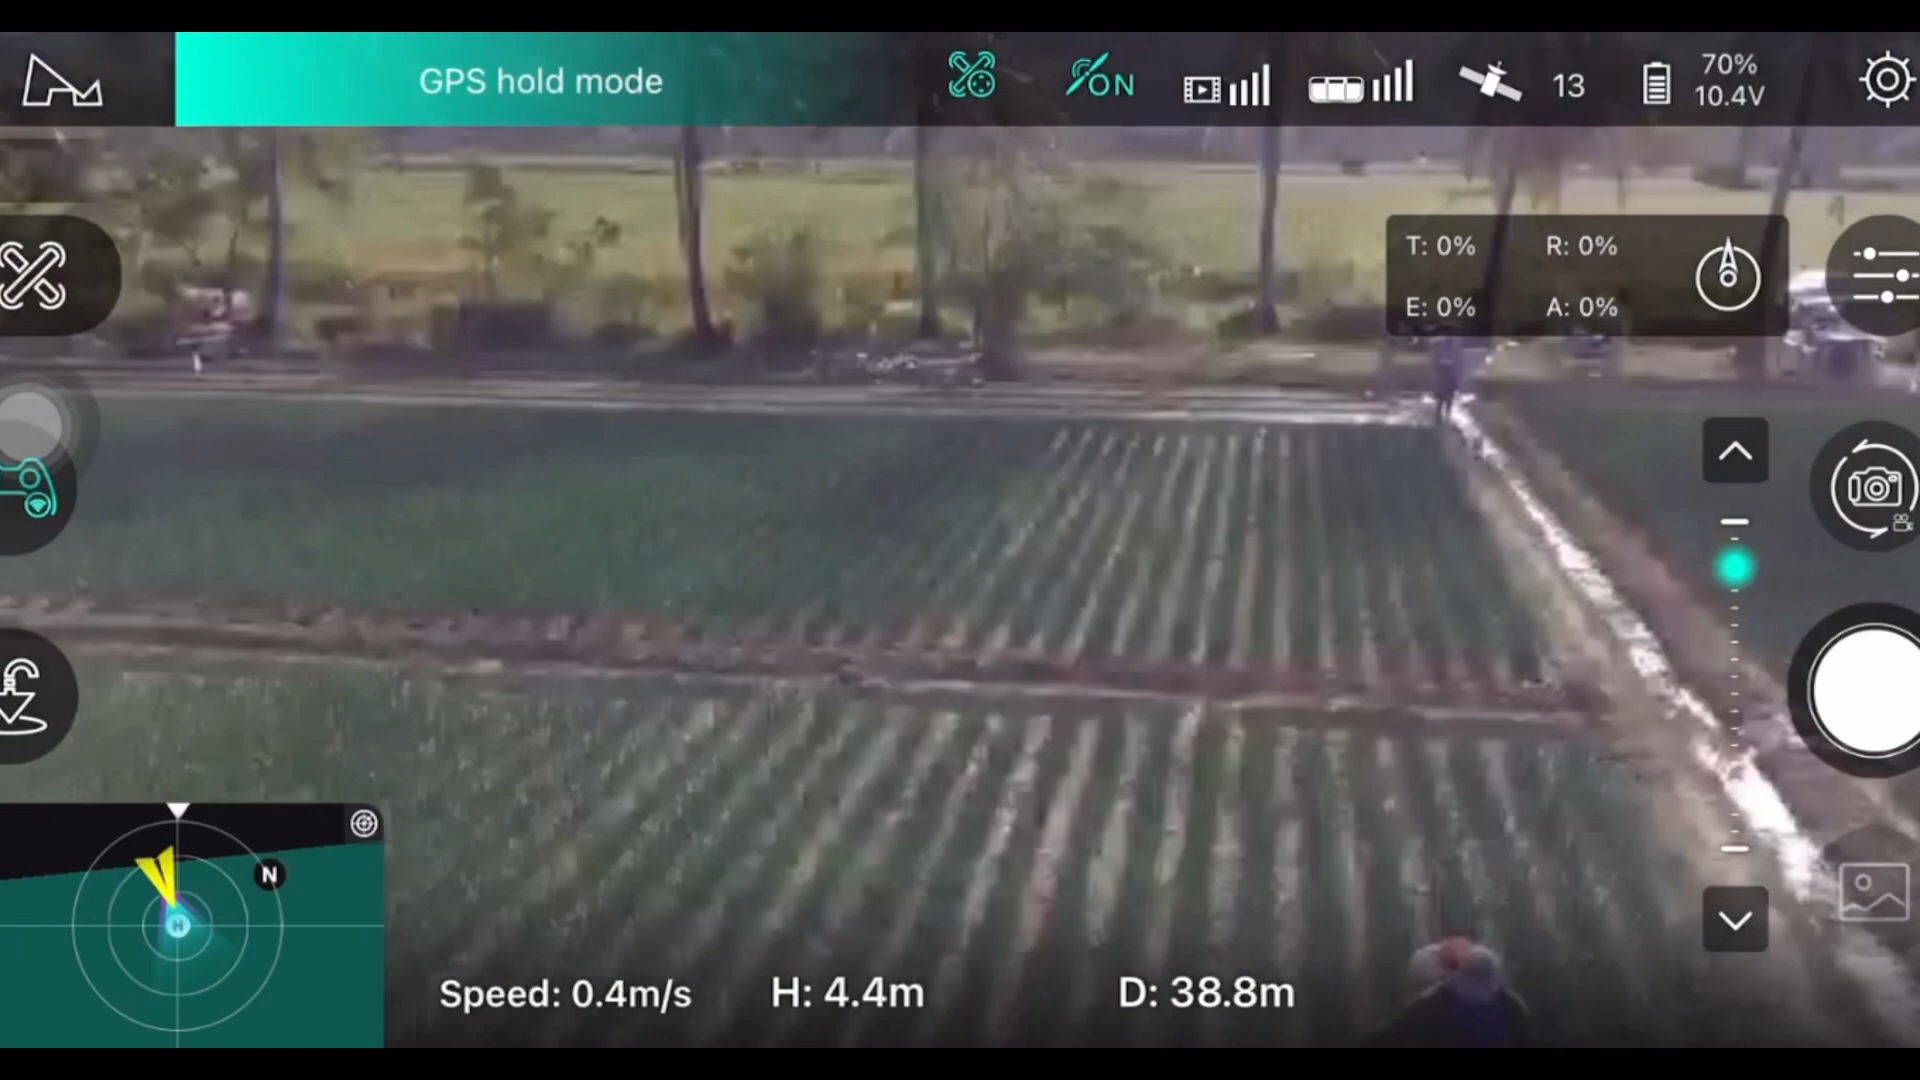 GPS hold mode
ON
13
70%
10.4V
T: 0% R: 0%
E: 0% A: 0%
N
H
Speed: 0.4m/s H: 4.4m D: 38.8m